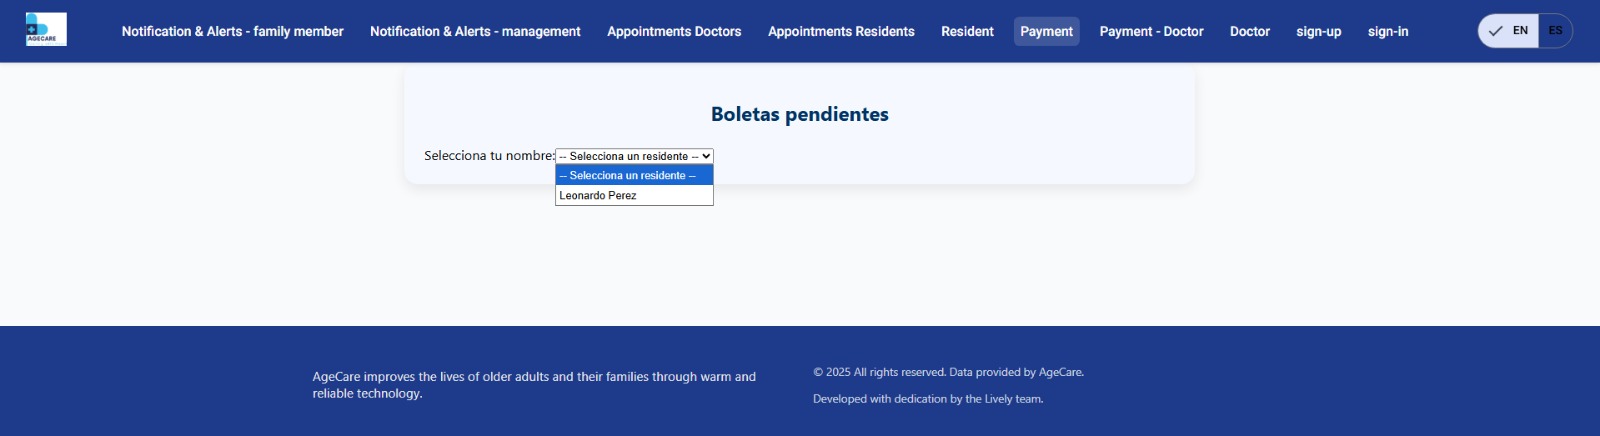 AGECARE
Notification & Alerts - family member
Notification & Alerts - management
Appointments Doctors
Appointments Residents
Resident
Payment
Payment - Doctor
Doctor
sign-up
sign-in
EN
ES
Boletas pendientes
Selecciona tu nombre:
-- Selecciona un residente --
-- Selecciona un residente --
Leonardo Perez
AgeCare improves the lives of older adults and their families through warm and
reliable technology.
© 2025 All rights reserved. Data provided by AgeCare.
Developed with dedication by the Lively team.